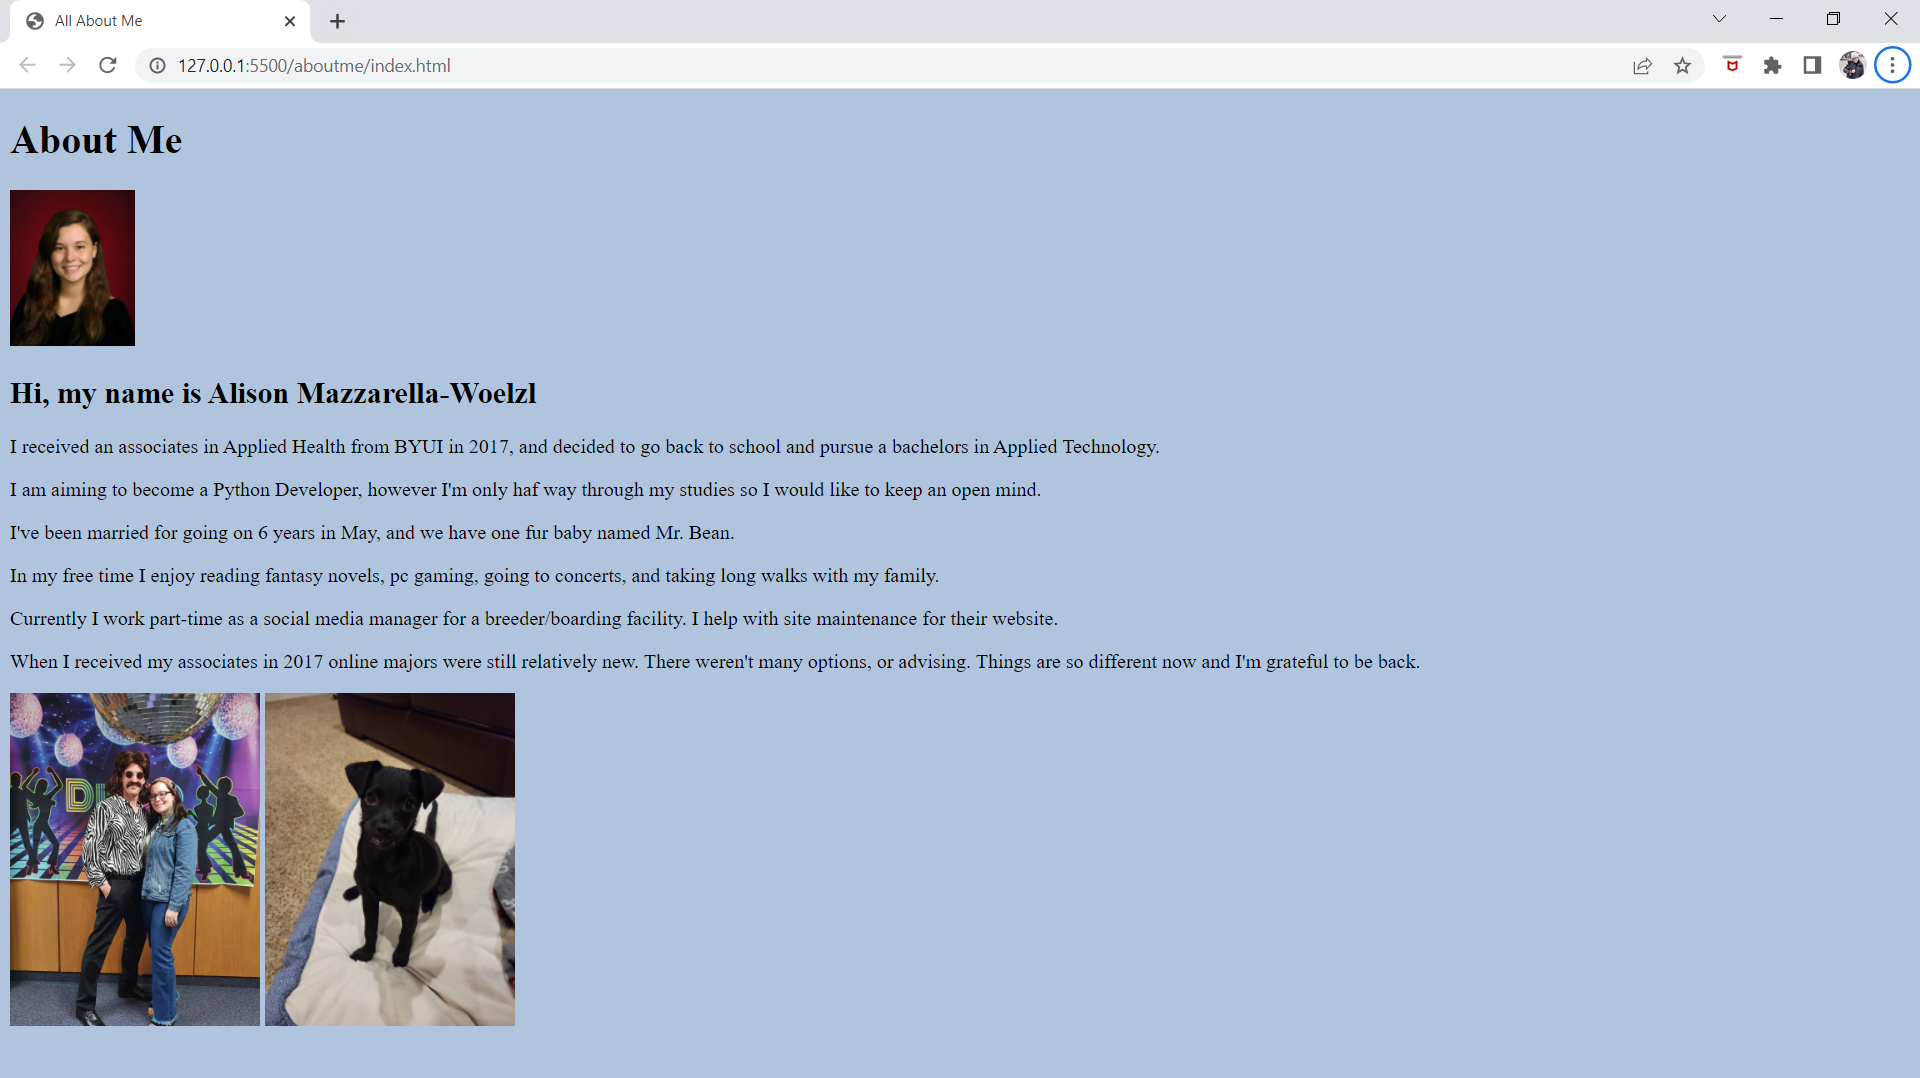 All About Me
127.0.0.1:5500/aboutme/index.html
About Me
Hi, my name is Alison Mazzarella-Woelzl
I received an associates in Applied Health from BYUI in 2017, and decided to go back to school and pursue a bachelors in Applied Technology.
I am aiming to become a Python Developer, however I'm only haf way through my studies so I would like to keep an open mind.
I've been married for going on 6 years in May, and we have one fur baby named Mr. Bean.
In my free time I enjoy reading fantasy novels, pc gaming, going to concerts, and taking long walks with my family.
Currently I work part-time as a social media manager for a breeder/boarding facility. I help with site maintenance for their website.
When I received my associates in 2017 online majors were still relatively new. There weren't many options, or advising. Things are so different now and I'm grateful to be back.